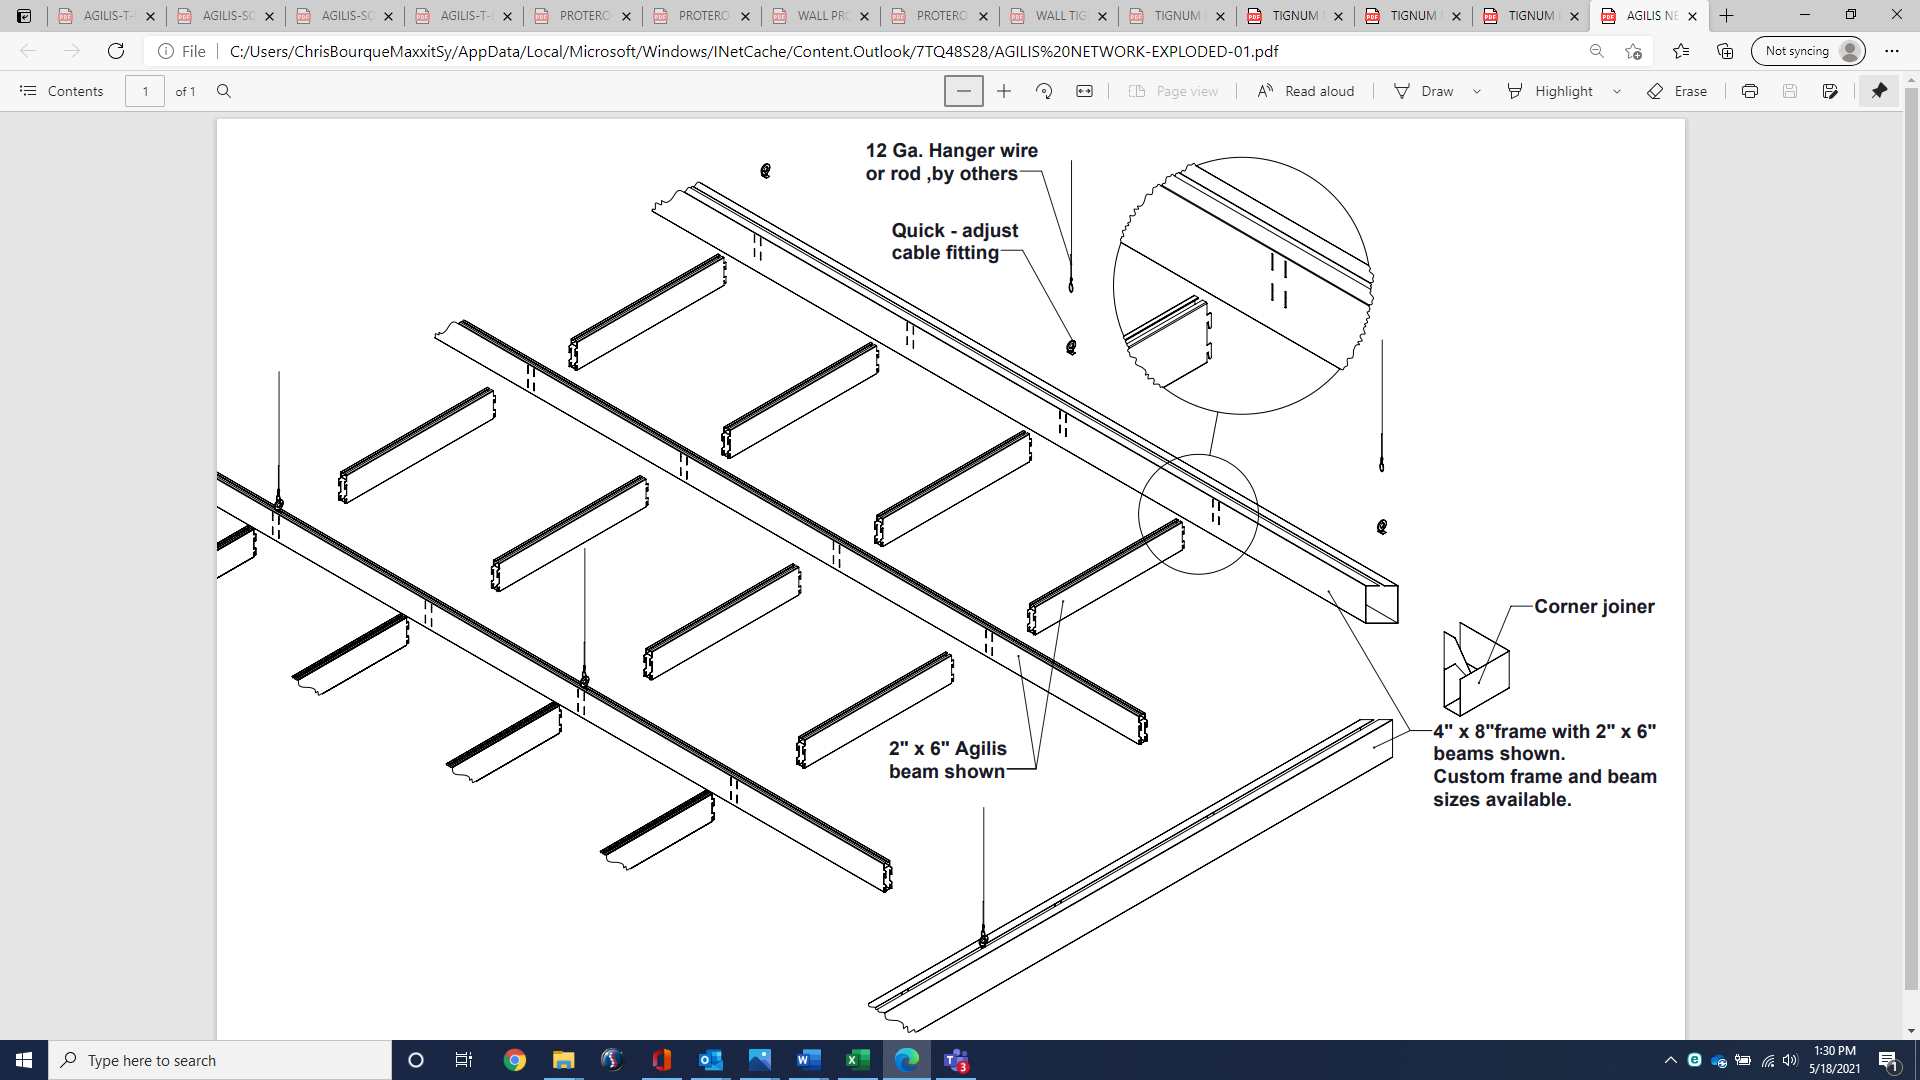 AGILIS-T-
AGILIS-SC
AGILIS-SC
AGILIS-T-
PROTERO
PROTERO
WALL PRO
PROTERO
WALL TIG
TIGNUM
TIGNUM
TIGNUM
TIGNUM
AGILIS NE
File
C:/Users/ChrisBourqueMaxxitSy/AppData/Local/Microsoft/Windows/INetCache/Content.Outlook/7TQ48S28/AGILIS%20NETWORK-EXPLODED-01.pdf
Not syncing
Contents
1
of 1
Page view
Read aloud
Draw
Highlight
Erase
12 Ga. Hanger wire
or rod ,by others
Quick - adjust
cable fitting
Corner joiner
4" x 8"frame with 2" x 6"
beams shown.
Custom frame and beam
sizes available.
2" x 6" Agilis
beam shown
Type here to search
3
1:30 PM
5/18/2021
1